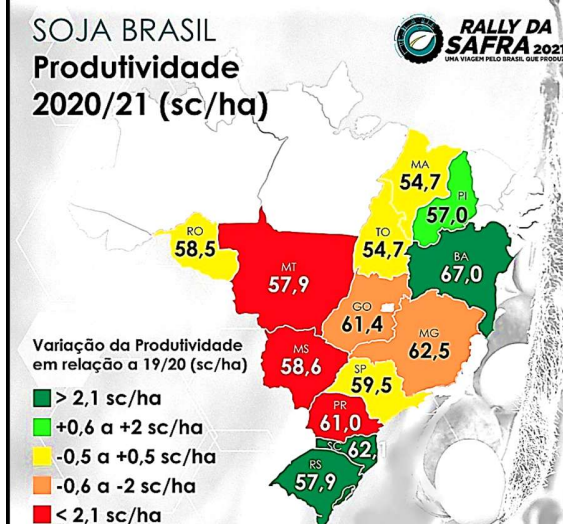 SOJA BRASIL
Produtividade
2020/21 (sc/ha)
RALLY DA
SAFRA 2021
UMA VIAGEM PELO BRASIL QUE PRODUZ
MA
54,7
PI
57,0
RO
58,5
TO
54,7
MT
57,9
BA
67,0
GO
61,4
MG
62,5
MS
58,6
SP
59,5
PR
61,0
SC 62,
RS
57,9
Variação da Produtividade
em relação a 19/20 (sc/ha)
> 2,1 sc/ha
+0,6 a +2 sc/ha
-0,5 a +0,5 sc/ha
-0,6 a -2 sc/ha
< 2,1 sc/ha